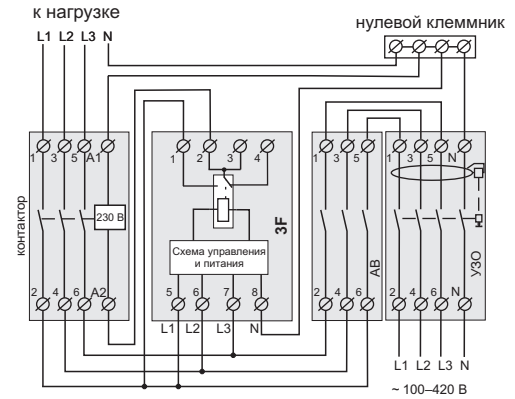 к нагрузке
L1 L2 L3 N
нулевой клеммник
1 3 5 A1
1 2 3 4
1 3 5
1 3 5 N
контактор
230 В
3F
Схема управления
и питания
АВ
УЗО
2 4 6 A2
5 6 7 8
2 4 6
2 4 6 N
L1 L2 L3 N
L1 L2 L3 N
~ 100–420 В